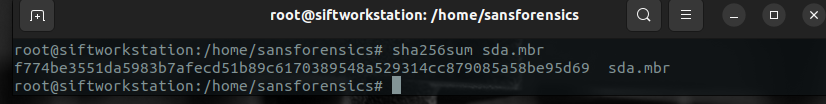 root@siftworkstation: /home/sansforensics
root@siftworkstation:/home/sansforensics# sha256sum sda.mbr
f774be3551da5983b7afecd51b89c6170389548a529314cc879085a58be95d69  sda.mbr
root@siftworkstation:/home/sansforensics#